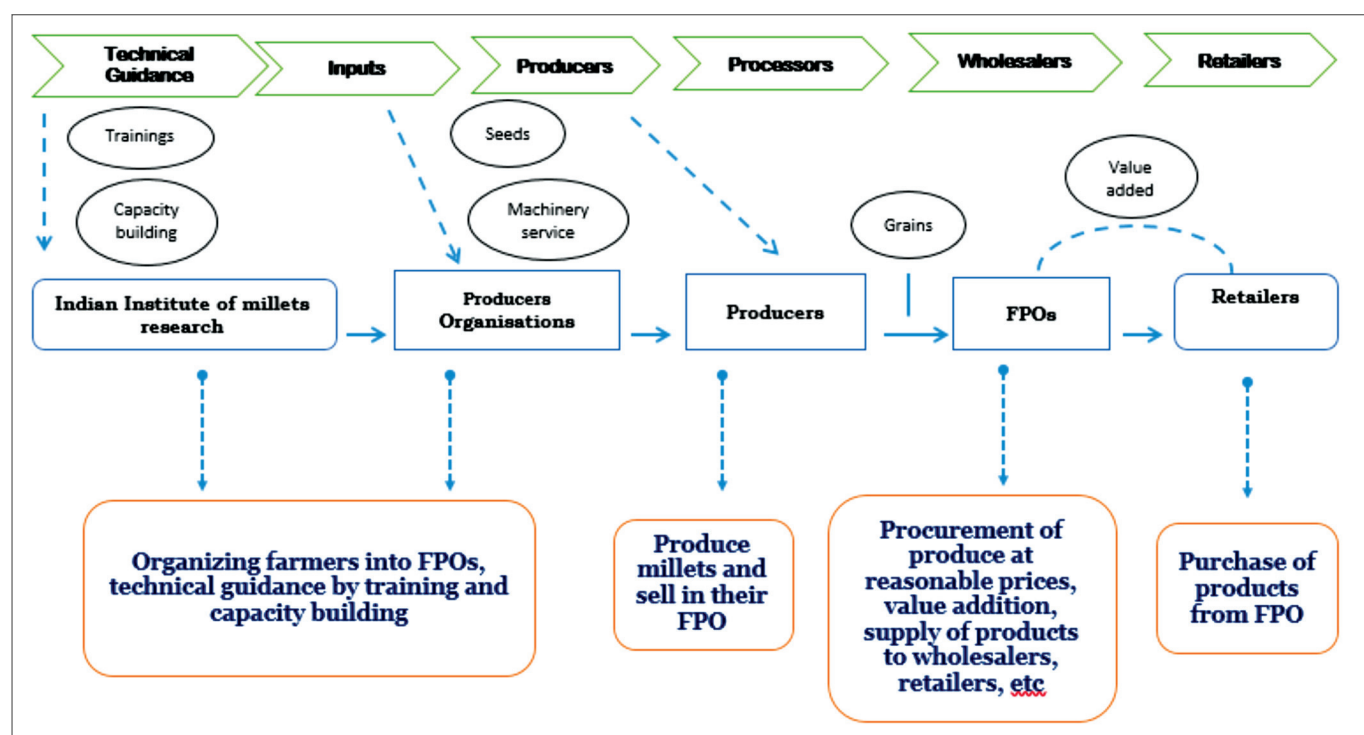 Technical
Guidance
Inputs
Producers
Processors
Wholesalers
Retailers
Trainings
Capacity
building
Seeds
Machinery
service
Grains
Value
added
Indian Institute of millets
research
Producers
Organisations
Producers
FPOs
Retailers
Organizing farmers into FPOs,
technical guidance by training and
capacity building
Produce
millets and
sell in their
FPO
Procurement of
produce at
reasonable prices,
value addition,
supply of products
to wholesalers,
retailers, etc
Purchase of
products
from FPO